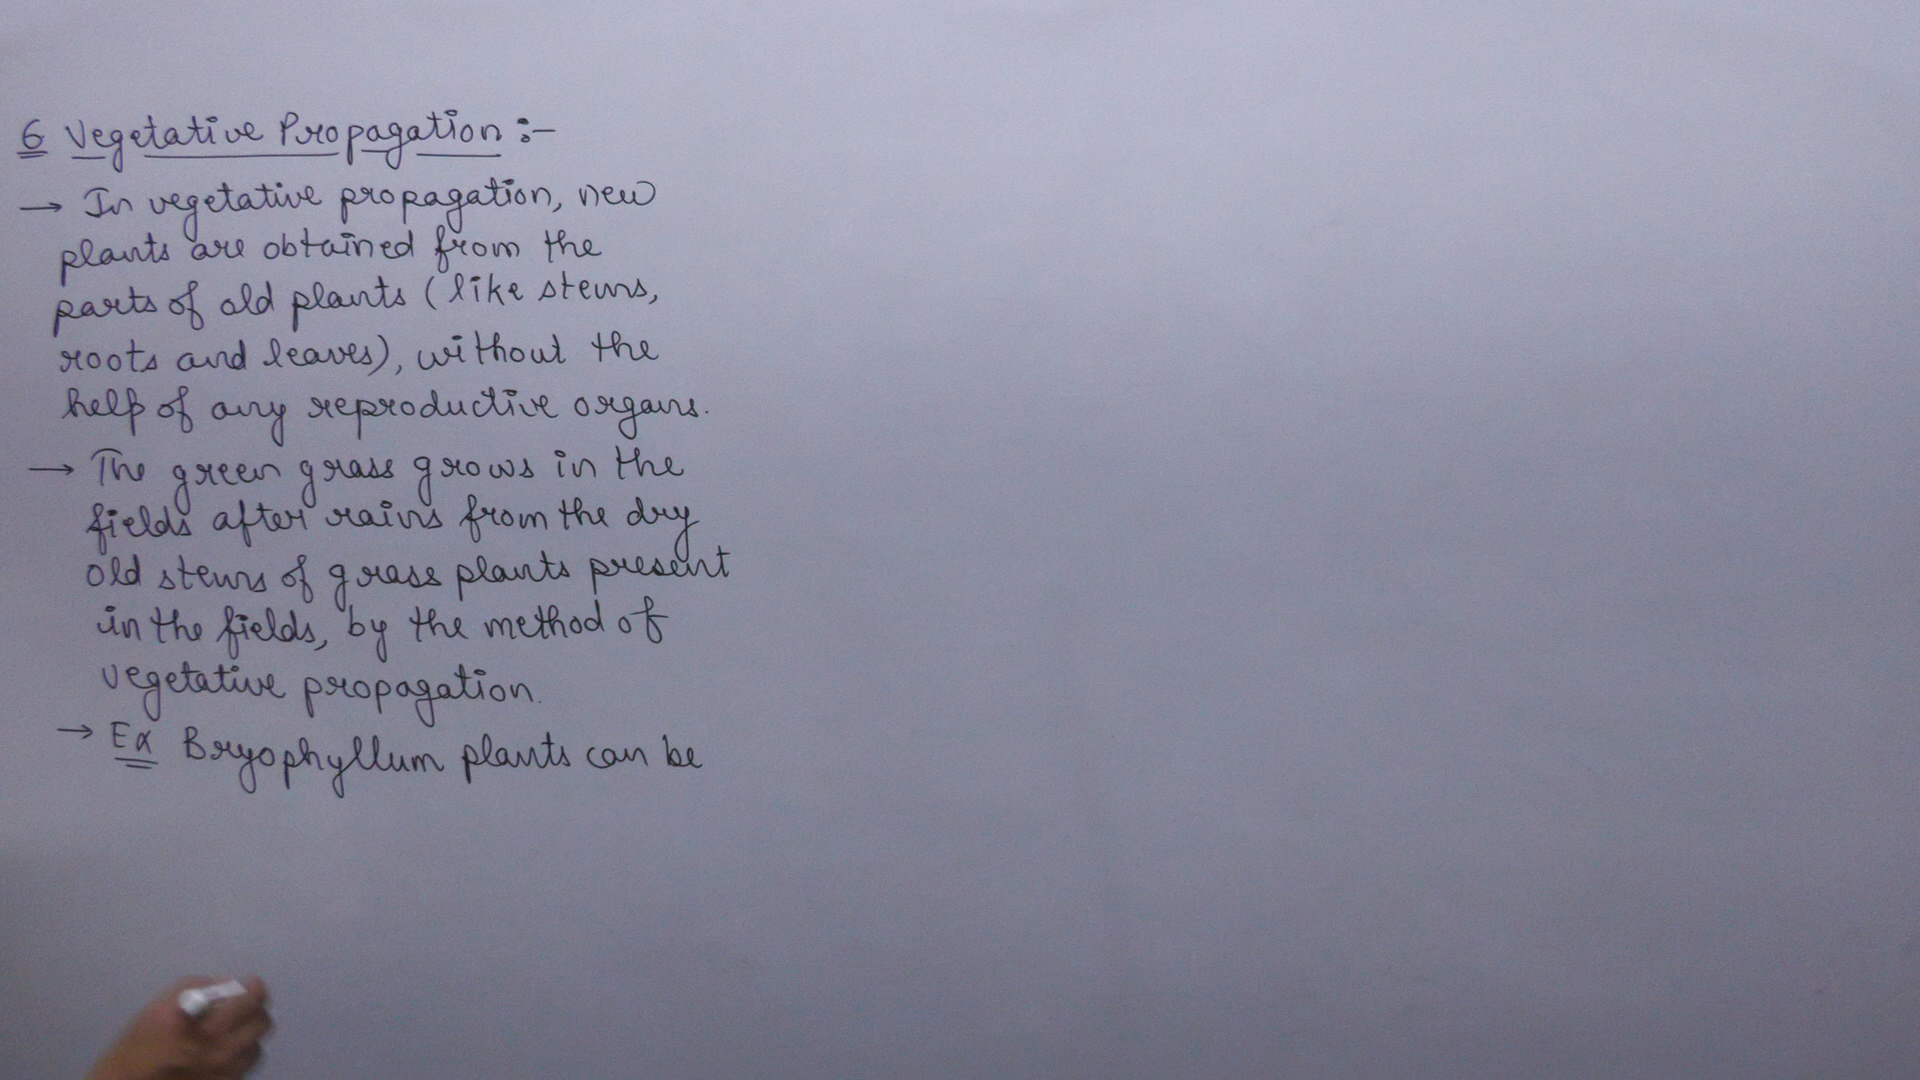 6 Vegetative Propagation :-
→ In vegetative propagation, new
plants are obtained from the
parts of old plants (like stems,
roots and leaves), without the
help of any reproductive organs.
→ The green grass grows in the
fields after rains from the dry
old stems of grass plants present
in the fields, by the method of
vegetative propagation.
→ Ex Bryophyllum plants can be